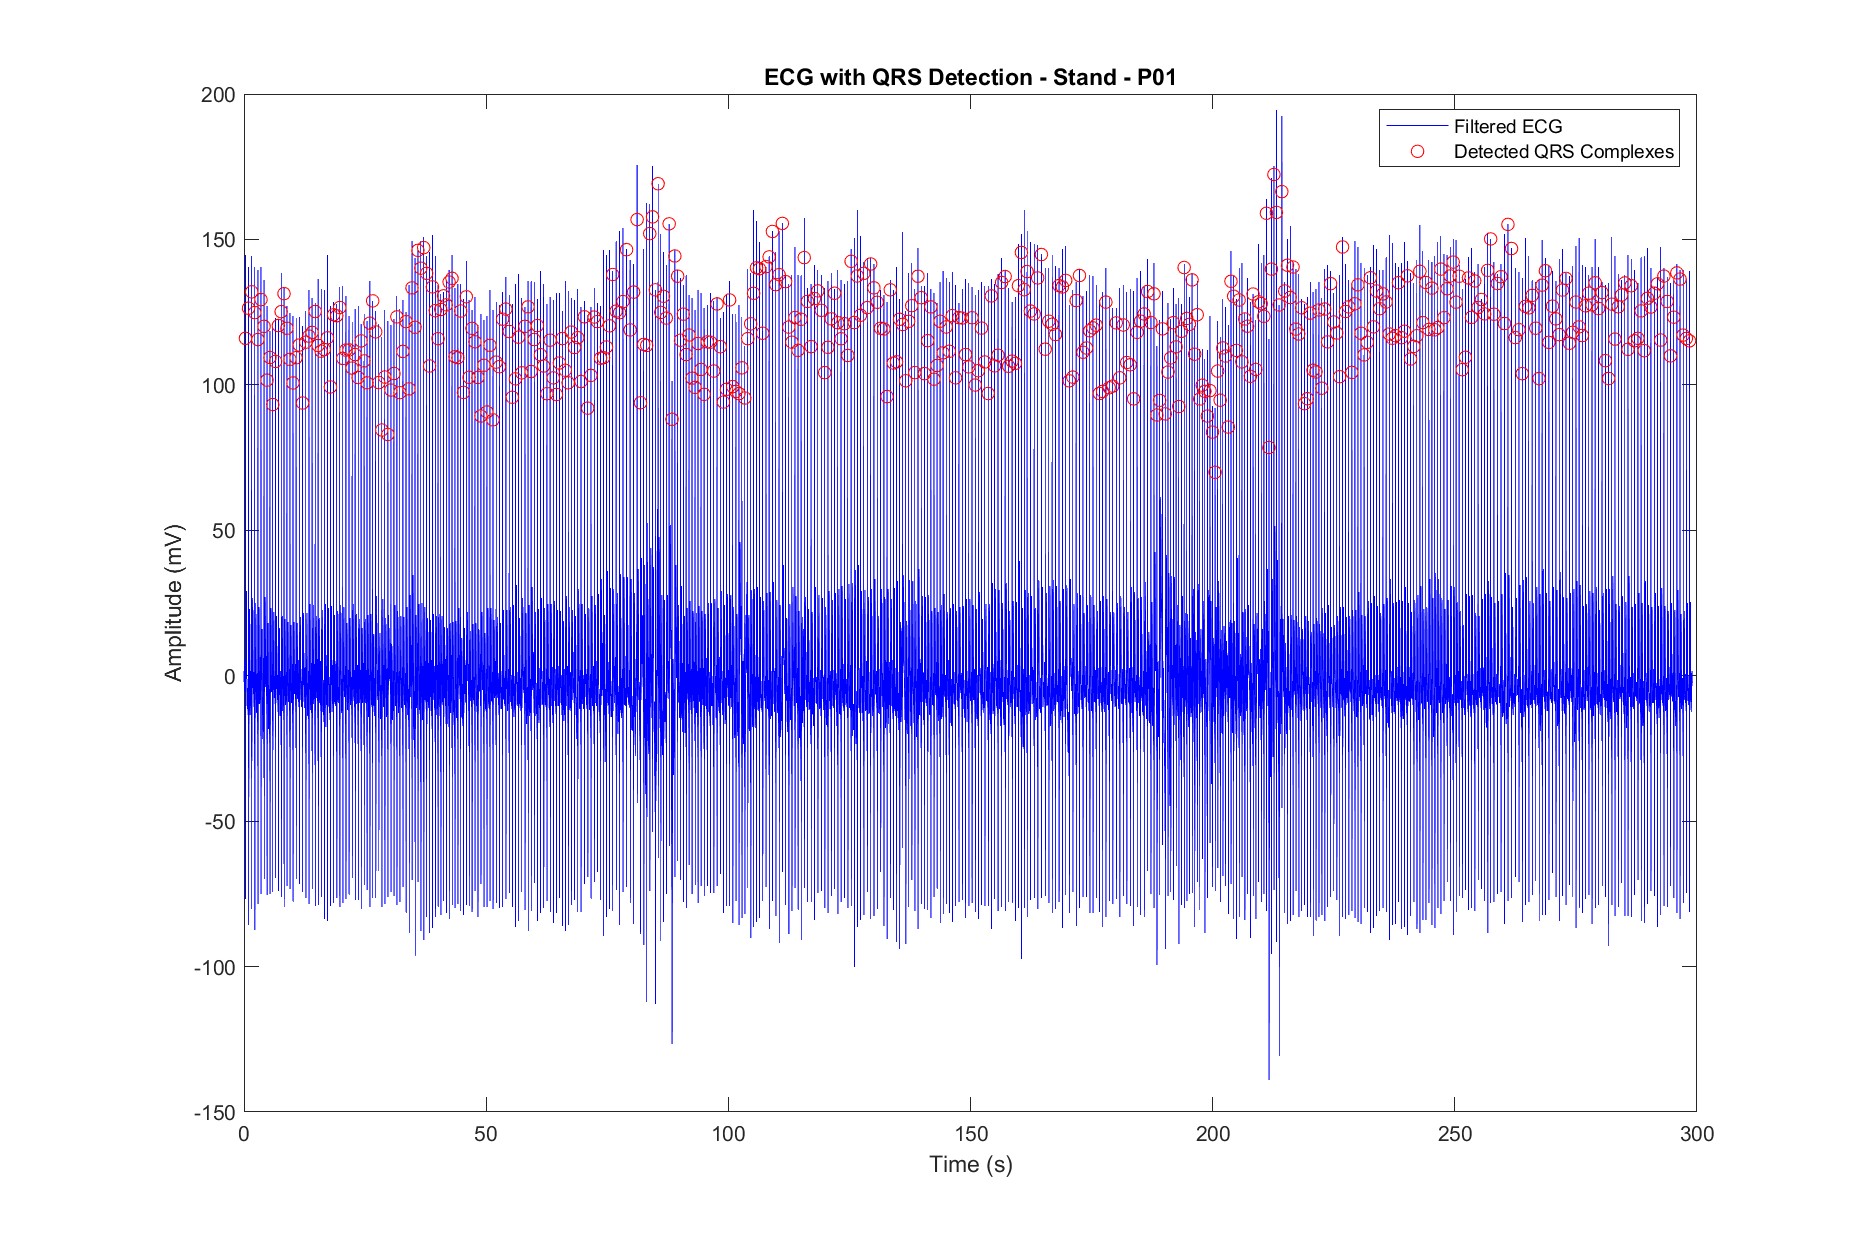 ECG with QRS Detection - Stand - P01
200
150
100
50
0
-50
-100
-150
Amplitude (mV)
Filtered ECG
Detected QRS Complexes
0 50 100 150 200 250 300
Time (s)